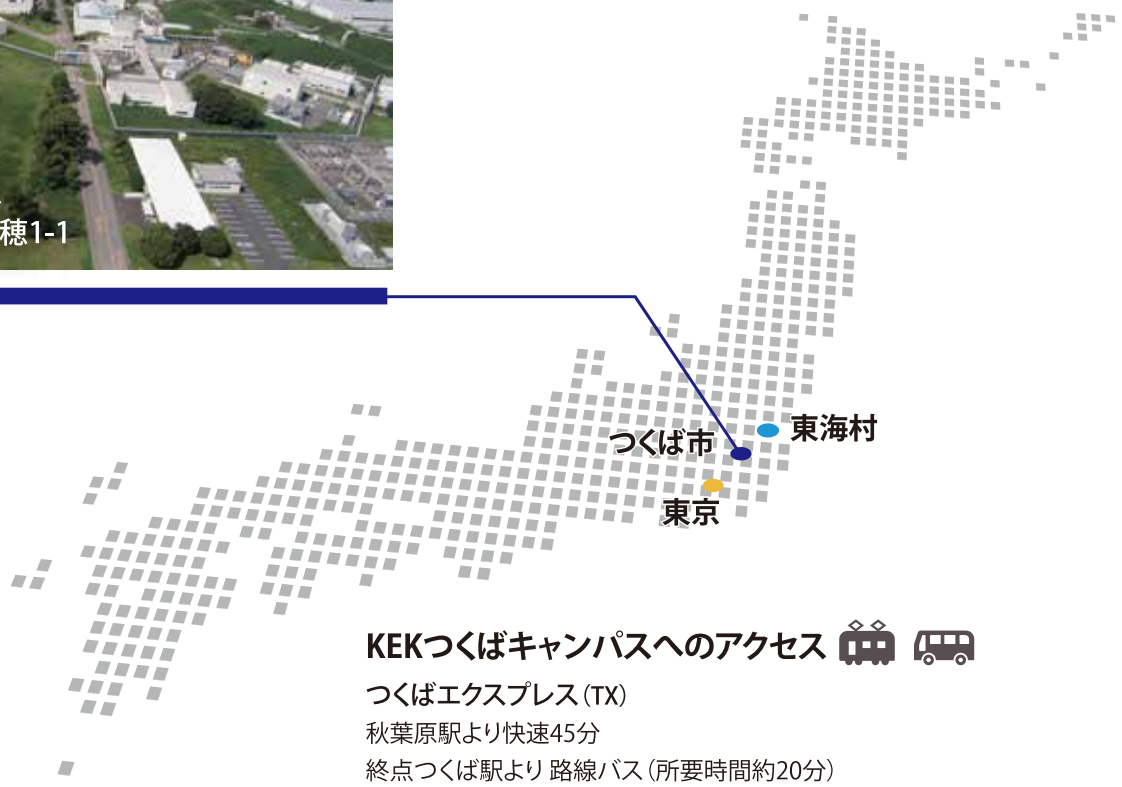 穂1-1
東海村
つくば市
東京
KEKつくばキャンパスへのアクセス
つくばエクスプレス（TX）
秋葉原駅より快速45分
終点つくば駅より 路線バス（所要時間約20分）